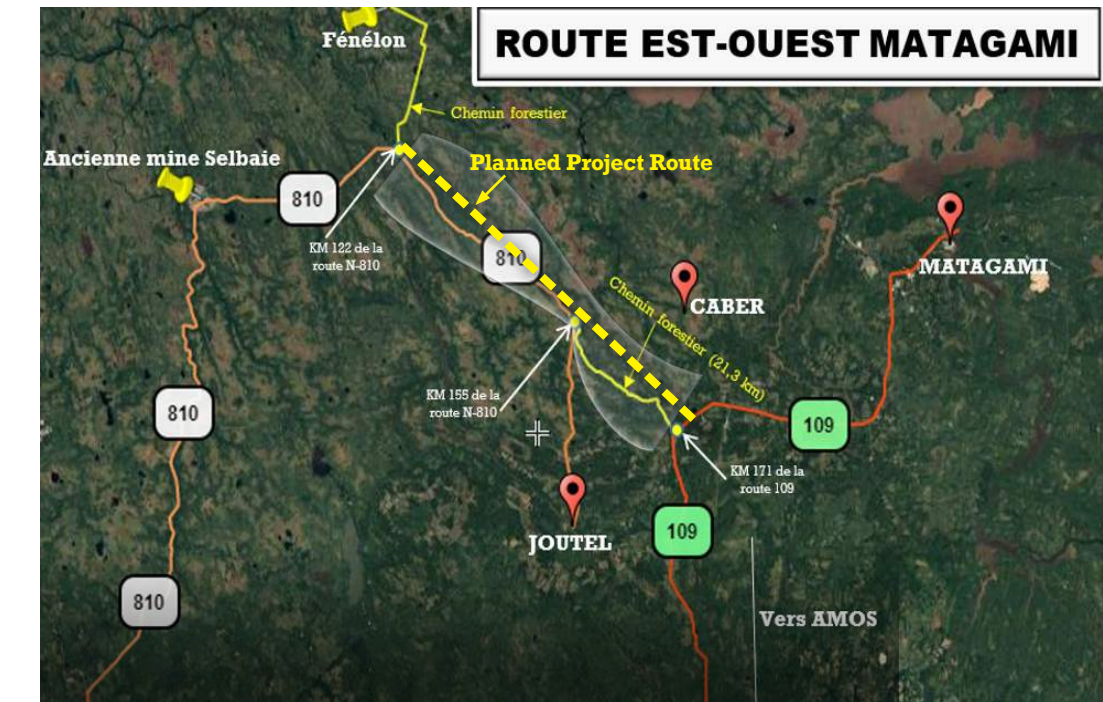 ROUTE EST-OUEST MATAGAMI
Fénélon
Chemin forestier
Ancienne mine Selbaie
Planned Project Route
810
KM 122 de la
route N-810
810
MATAGAMI
CABER
Chemin forestier (21,3 km)
KM 155 de la
route N-810
810
109
KM 171 de la
route 109
JOUTEL
109
810
Vers AMOS